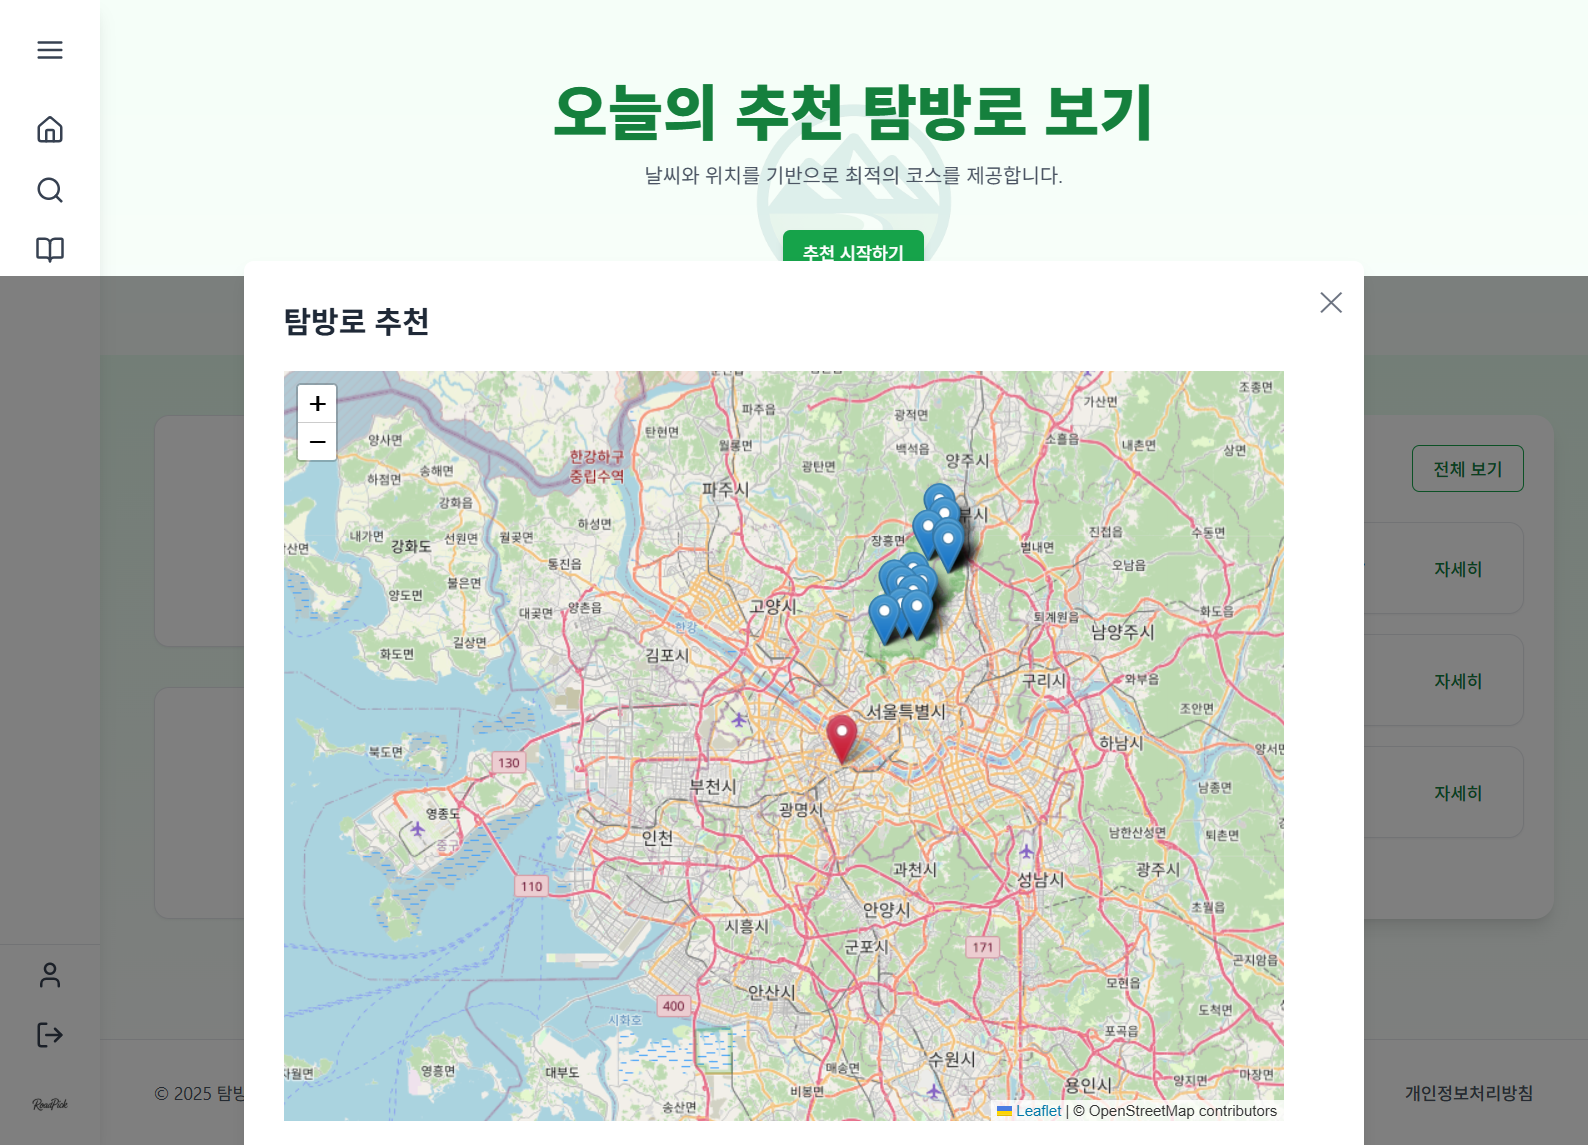 오늘의 추천 탐방로 보기
날씨와 위치를 기반으로 최적의 코스를 제공합니다.
추천 시작하기
탐방로 추천
+
−
조종면
가산면
파주읍
광적면
탄현면
소흘읍
내촌면
상면
양사면
월롱면
백석읍
양주시
한강하구
중립수역
송해면
광탄면
하점면
파주시
전체 보기
강화읍
부시
하성면
내가면
선원면
월곶면
진접읍
수동면
강화도
장흥면
별내면
통진읍
오남읍
자세히
불은면
양도면
대곶면
양촌읍
고양시
화도읍
퇴계원읍
남양주시
한강
길상면
화도면
김포시
구리시
와부읍
자세히
조안면
서울특별시
북도면
하남시
양서면
130
부천시
남종면
자세히
영종도
광명시
중구
인천
남한산성면
퇴촌면
과천시
광주시
110
성남시
안양시
초월읍
시흥시
군포시
171
곤지암읍
안산시
모현읍
400
도척면
시화호
포곡읍
자월면
영흥면
대부도
매송면
수원시
양지면
마장면
비봉면
용인시
송산면
© 2025 탐방
개인정보처리방침
RoadPick
Leaflet | © OpenStreetMap contributors